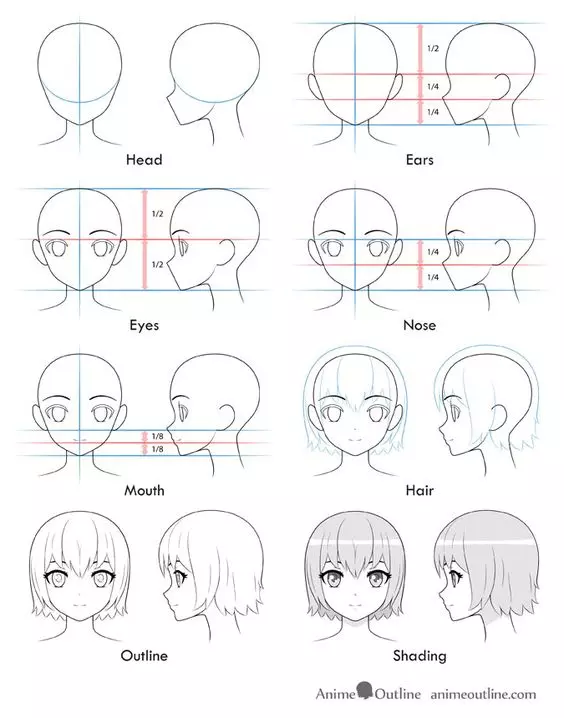 Head
1/2
1/4
1/4
Ears
1/2
1/2
Eyes
1/4
1/4
Nose
1/8
1/8
Mouth
Hair
Outline
Shading
Anime Outline animeoutline.com